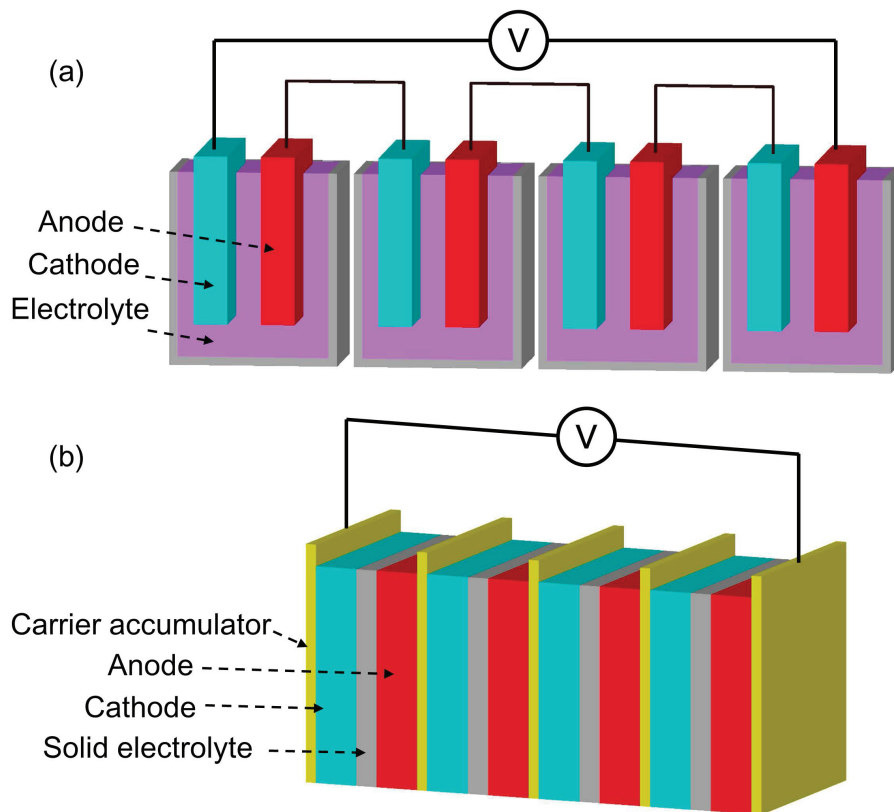 V
(a)
Anode
Cathode
Electrolyte
V
(b)
Carrier accumulator
Anode
Cathode
Solid electrolyte